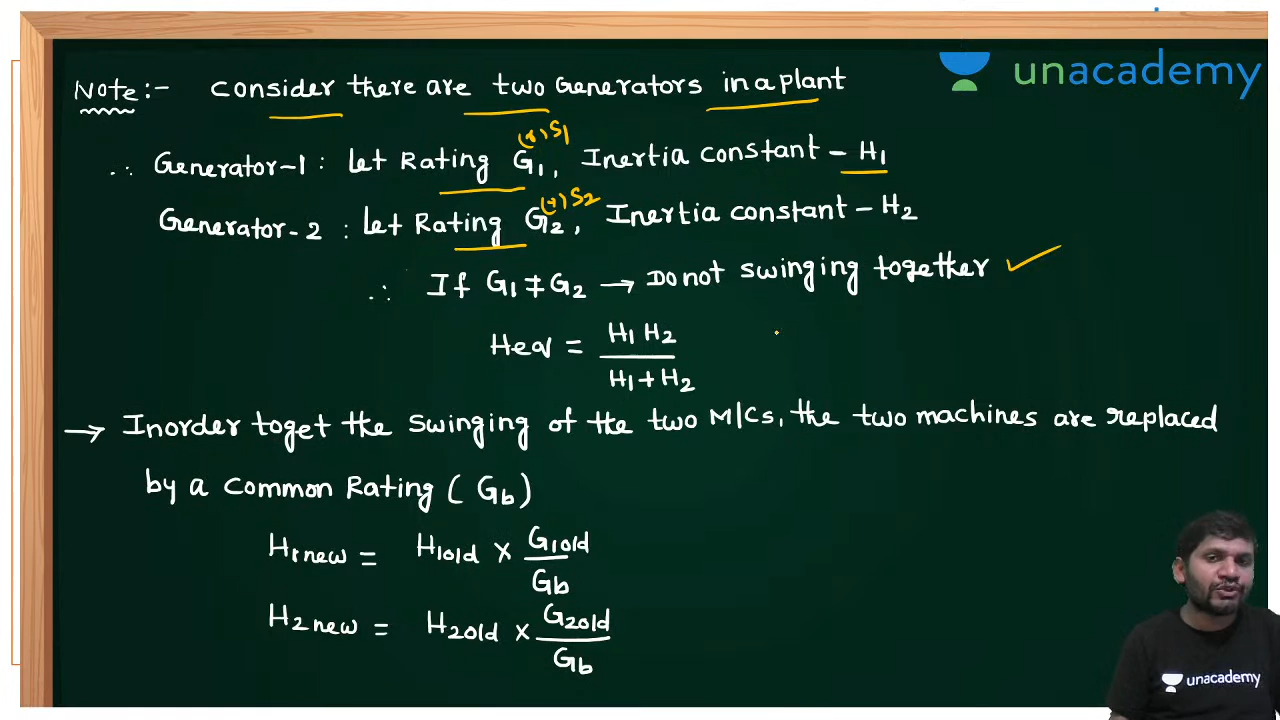 unacademy
Note:- Consider there are two Generators in a plant
∴ Generator-1: Let Rating G1, (r) S1 Inertia constant - H1
Generator-2: Let Rating G2, (r) S2 Inertia constant - H2
∴ If G1 ≠ G2 → Do not swinging together ✓
Heq = H1 H2 / H1 + H2
→ Inorder toget the swinging of the two M/Cs, the two machines are replaced
by a common Rating (Gb)
H1new = H1old × G1old / Gb
H2new = H2old × G2old / Gb
unacademy